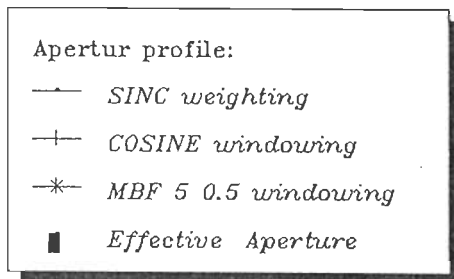 Apertur profile:
SINC weighting
COSINE windowing
MBF 5 0.5 windowing
Effective Aperture